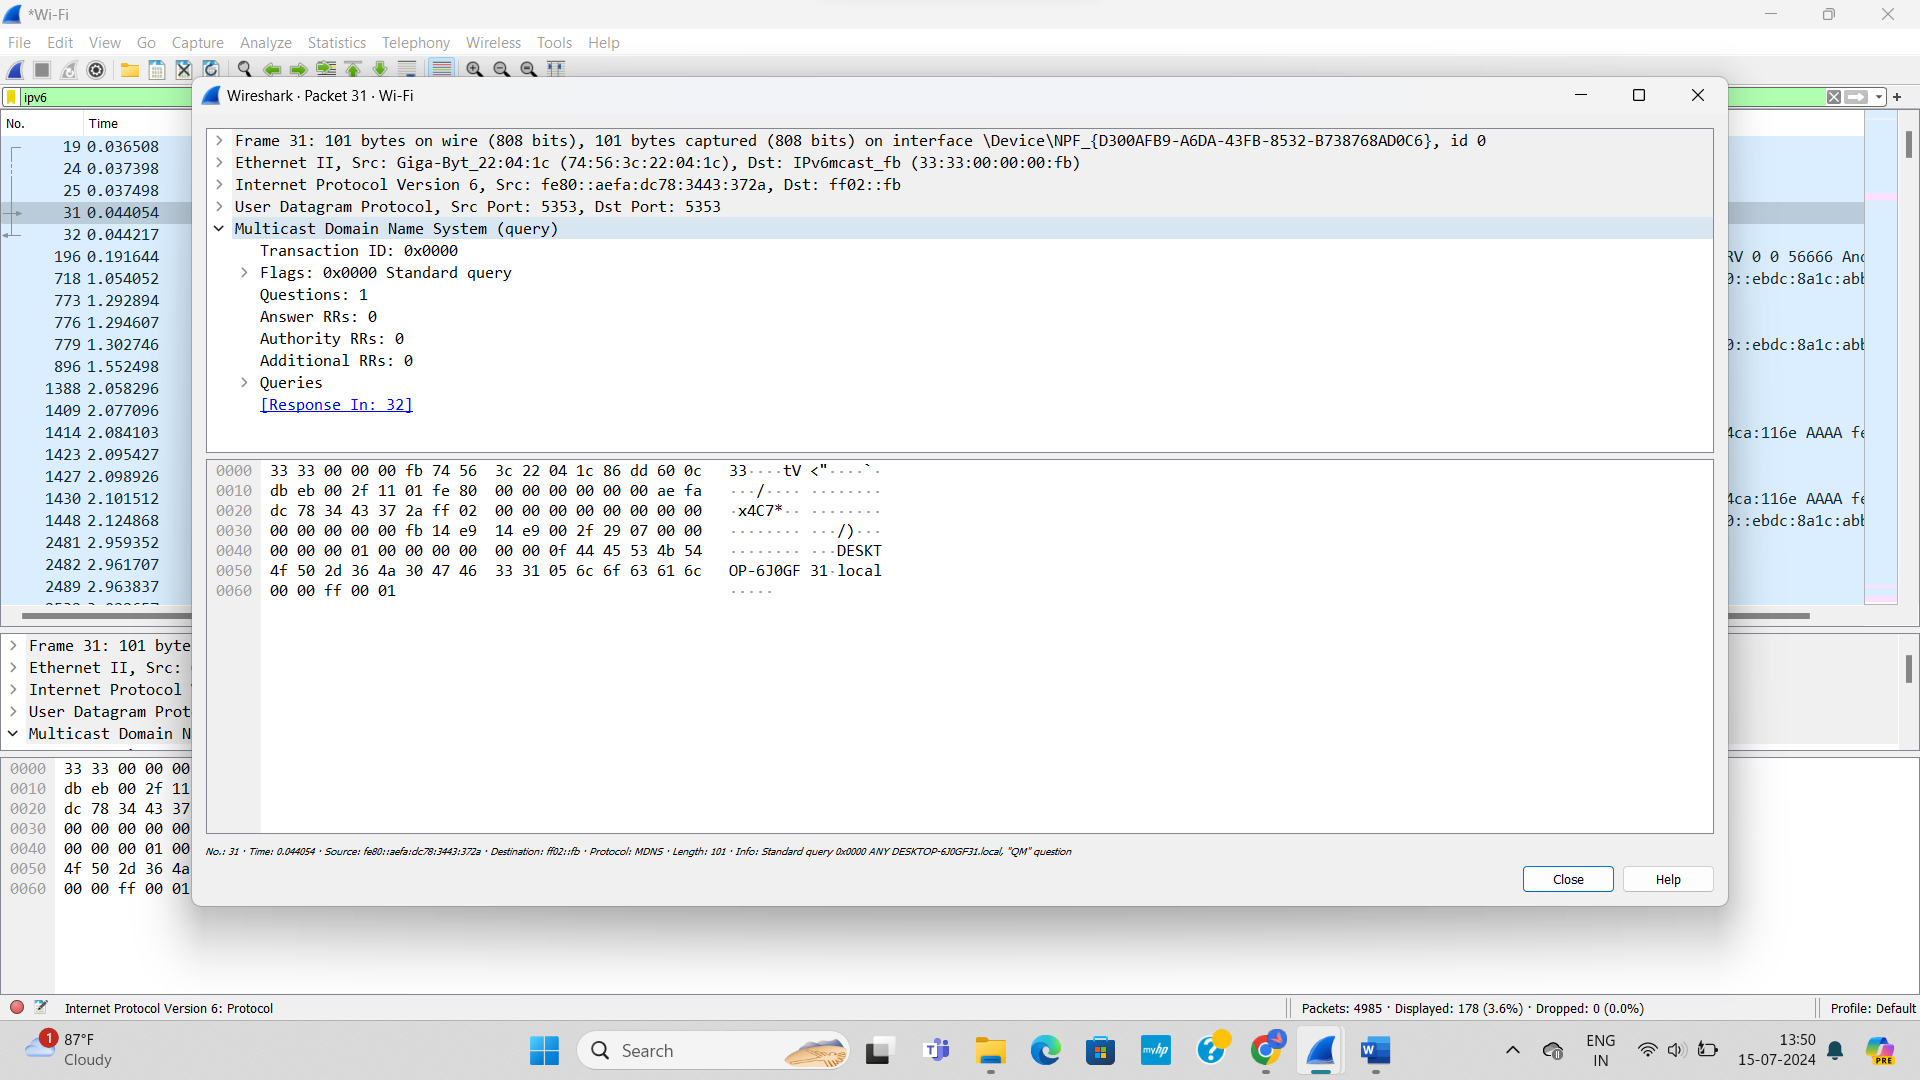 *Wi-Fi
File Edit View Go Capture Analyze Statistics Telephony Wireless Tools Help
ipv6
No. Time
19 0.036508
24 0.037398
25 0.037498
31 0.044054
32 0.044217
196 0.191644
718 1.054052
773 1.292894
776 1.294607
779 1.302746
896 1.552498
1388 2.058296
1409 2.077096
1414 2.084103
1423 2.095427
1427 2.098926
1430 2.101512
1448 2.124868
2481 2.959352
2482 2.961707
2489 2.963837
RV 0 0 56666 And
::ebdc:8a1c:abb
::ebdc:8a1c:abb
4ca:116e AAAA fe
4ca:116e AAAA fe
::ebdc:8a1c:abb
Wireshark · Packet 31 · Wi-Fi
Frame 31: 101 bytes on wire (808 bits), 101 bytes captured (808 bits) on interface \Device\NPF_{D300AFB9-A6DA-43FB-8532-B738768AD0C6}, id 0
Ethernet II, Src: Giga-Byt_22:04:1c (74:56:3c:22:04:1c), Dst: IPv6mcast_fb (33:33:00:00:00:fb)
Internet Protocol Version 6, Src: fe80::aefa:dc78:3443:372a, Dst: ff02::fb
User Datagram Protocol, Src Port: 5353, Dst Port: 5353
Multicast Domain Name System (query)
Transaction ID: 0x0000
Flags: 0x0000 Standard query
Questions: 1
Answer RRs: 0
Authority RRs: 0
Additional RRs: 0
Queries
[Response In: 32]
0000 33 33 00 00 00 fb 74 56 3c 22 04 1c 86 dd 60 0c 33····tV <"····`·
0010 db eb 00 2f 11 01 fe 80 00 00 00 00 00 00 ae fa ···/···· ········
0020 dc 78 34 43 37 2a ff 02 00 00 00 00 00 00 00 00 ·x4C7*·· ········
0030 00 00 00 00 00 fb 14 e9 14 e9 00 2f 29 07 00 00 ········ ···/)···
0040 00 00 00 01 00 00 00 00 00 00 0f 44 45 53 4b 54 ········ ···DESKT
0050 4f 50 2d 36 4a 30 47 46 33 31 05 6c 6f 63 61 6c OP-6J0GF 31·local
0060 00 00 ff 00 01 ·····
No.: 31 · Time: 0.044054 · Source: fe80::aefa:dc78:3443:372a · Destination: ff02::fb · Protocol: MDNS · Length: 101 · Info: Standard query 0x0000 ANY DESKTOP-6J0GF31.local, "QM" question
Close Help
Frame 31: 101 byte
Ethernet II, Src:
Internet Protocol
User Datagram Prot
Multicast Domain N
0000 33 33 00 00 00
0010 db eb 00 2f 11
0020 dc 78 34 43 37
0030 00 00 00 00 00
0040 00 00 00 01 00
0050 4f 50 2d 36 4a
0060 00 00 ff 00 01
Internet Protocol Version 6: Protocol
Packets: 4985 · Displayed: 178 (3.6%) · Dropped: 0 (0.0%)
Profile: Default
1
87°F
Cloudy
Search
myhp
ENG
IN
13:50
15-07-2024
PRE